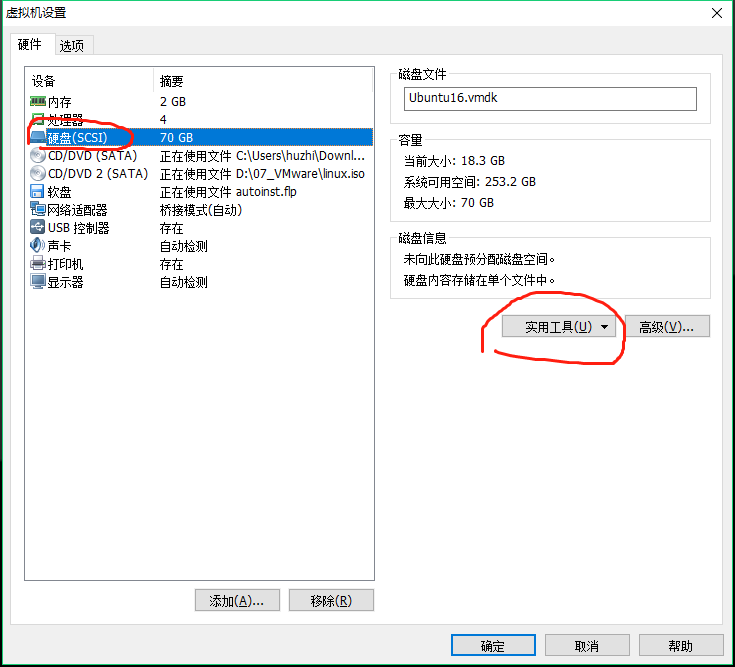 虚拟机设置
硬件 选项
设备 摘要
内存 2 GB
处理器 4
硬盘(SCSI) 70 GB
CD/DVD (SATA) 正在使用文件 C:\Users\huzhi\Downl...
CD/DVD 2 (SATA) 正在使用文件 D:\07_VMware\linux.iso
软盘 正在使用文件 autoinst.flp
网络适配器 桥接模式(自动)
USB 控制器 存在
声卡 自动检测
打印机 存在
显示器 自动检测
添加(A)... 移除(R)
磁盘文件
Ubuntu16.vmdk
容量
当前大小: 18.3 GB
系统可用空间: 253.2 GB
最大大小: 70 GB
磁盘信息
未向此硬盘预分配磁盘空间。
硬盘内容存储在单个文件中。
实用工具(U) 高级(V)...
确定 取消 帮助